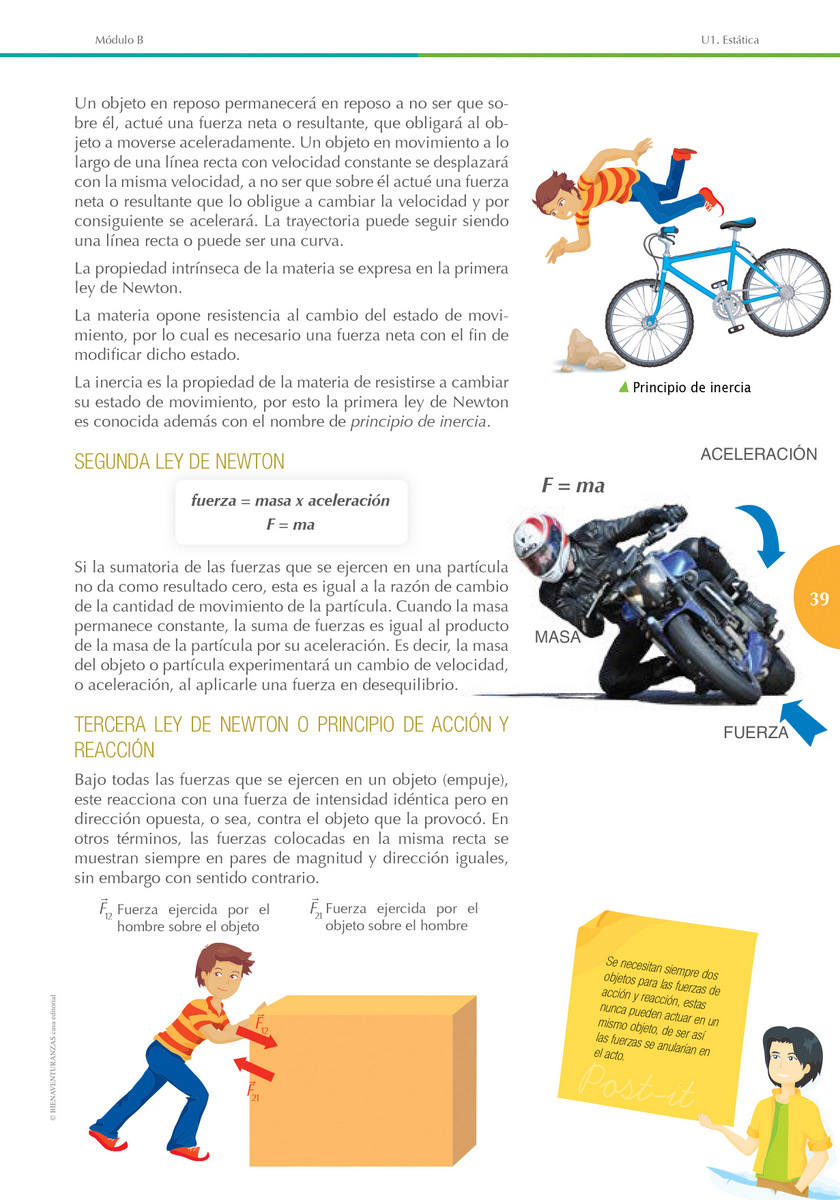 Módulo B
U1. Estática
Un objeto en reposo permanecerá en reposo a no ser que so-
bre él, actué una fuerza neta o resultante, que obligará al ob-
jeto a moverse aceleradamente. Un objeto en movimiento a lo
largo de una línea recta con velocidad constante se desplazará
con la misma velocidad, a no ser que sobre él actué una fuerza
neta o resultante que lo obligue a cambiar la velocidad y por
consiguiente se acelerará. La trayectoria puede seguir siendo
una línea recta o puede ser una curva.
La propiedad intrínseca de la materia se expresa en la primera
ley de Newton.
La materia opone resistencia al cambio del estado de movi-
miento, por lo cual es necesario una fuerza neta con el fin de
modificar dicho estado.
La inercia es la propiedad de la materia de resistirse a cambiar
su estado de movimiento, por esto la primera ley de Newton
es conocida además con el nombre de principio de inercia.
Principio de inercia
SEGUNDA LEY DE NEWTON
fuerza = masa x aceleración
F = ma
Si la sumatoria de las fuerzas que se ejercen en una partícula
no da como resultado cero, esta es igual a la razón de cambio
de la cantidad de movimiento de la partícula. Cuando la masa
permanece constante, la suma de fuerzas es igual al producto
de la masa de la partícula por su aceleración. Es decir, la masa
del objeto o partícula experimentará un cambio de velocidad,
o aceleración, al aplicarle una fuerza en desequilibrio.
ACELERACIÓN
F = ma
MASA
FUERZA
39
TERCERA LEY DE NEWTON O PRINCIPIO DE ACCIÓN Y
REACCIÓN
Bajo todas las fuerzas que se ejercen en un objeto (empuje),
este reacciona con una fuerza de intensidad idéntica pero en
dirección opuesta, o sea, contra el objeto que la provocó. En
otros términos, las fuerzas colocadas en la misma recta se
muestran siempre en pares de magnitud y dirección iguales,
sin embargo con sentido contrario.
F⃗12 Fuerza ejercida por el
hombre sobre el objeto
F⃗21 Fuerza ejercida por el
objeto sobre el hombre
F⃗12
F⃗21
Se necesitan siempre dos
objetos para las fuerzas de
acción y reacción, estas
nunca pueden actuar en un
mismo objeto, de ser así
las fuerzas se anularían en
el acto.
Post-it
© BIENAVENTURANZAS casa editorial